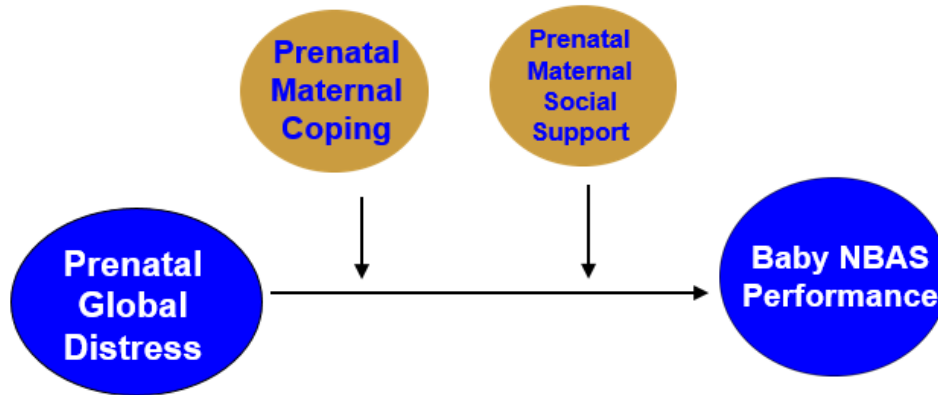 Prenatal
Maternal
Coping
Prenatal
Maternal
Social
Support
Prenatal
Global
Distress
Baby NBAS
Performance